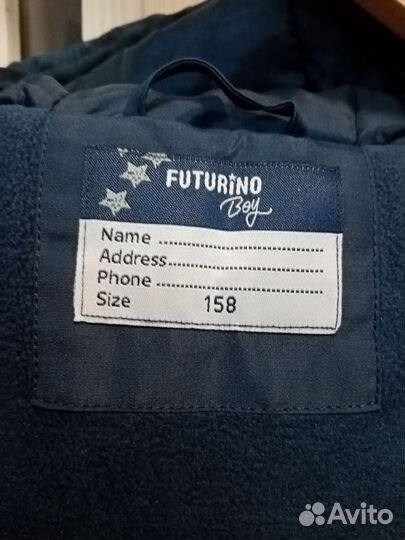 FUTURiNO
Boy
Name ....................
Address..................
Phone ...................
Size 158
Avito